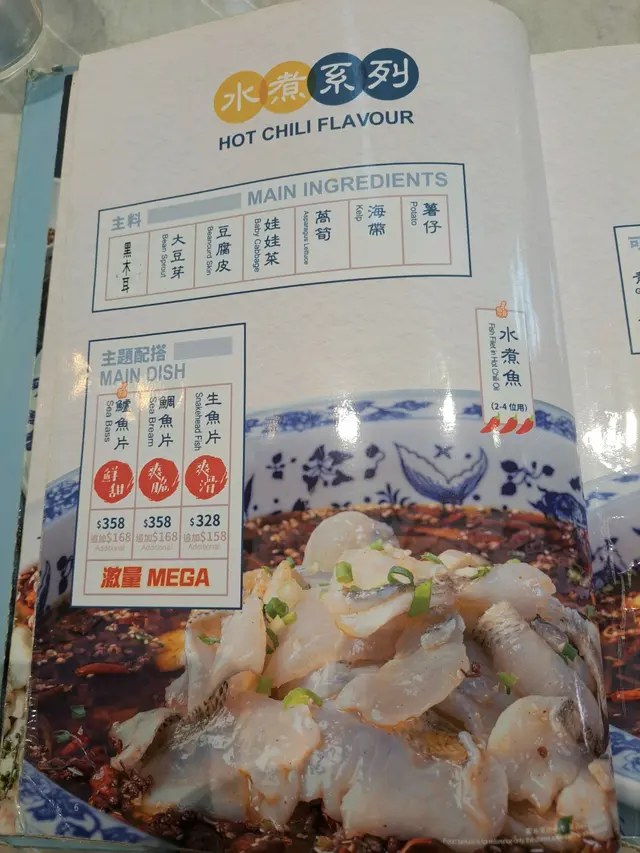 水煮系列
HOT CHILI FLAVOUR
主料 MAIN INGREDIENTS
黑木耳
大豆芽
Bean Sprout
豆腐皮
Beancurd Skin
娃娃菜
Baby Cabbage
萵筍
Asparagus Lettuce
海帶
Kelp
薯仔
Potato
水煮魚
Fish Filet in Hot Chili Oil
(2-4 位用)
主題配搭
MAIN DISH
鱸魚片
Sea Bass
鮮甜
$358
追加$168
Additional
鯛魚片
Sea Bream
爽脆
$358
追加$168
Additional
生魚片
Snakehead Fish
爽滑
$328
追加$158
Additional
激量 MEGA
6